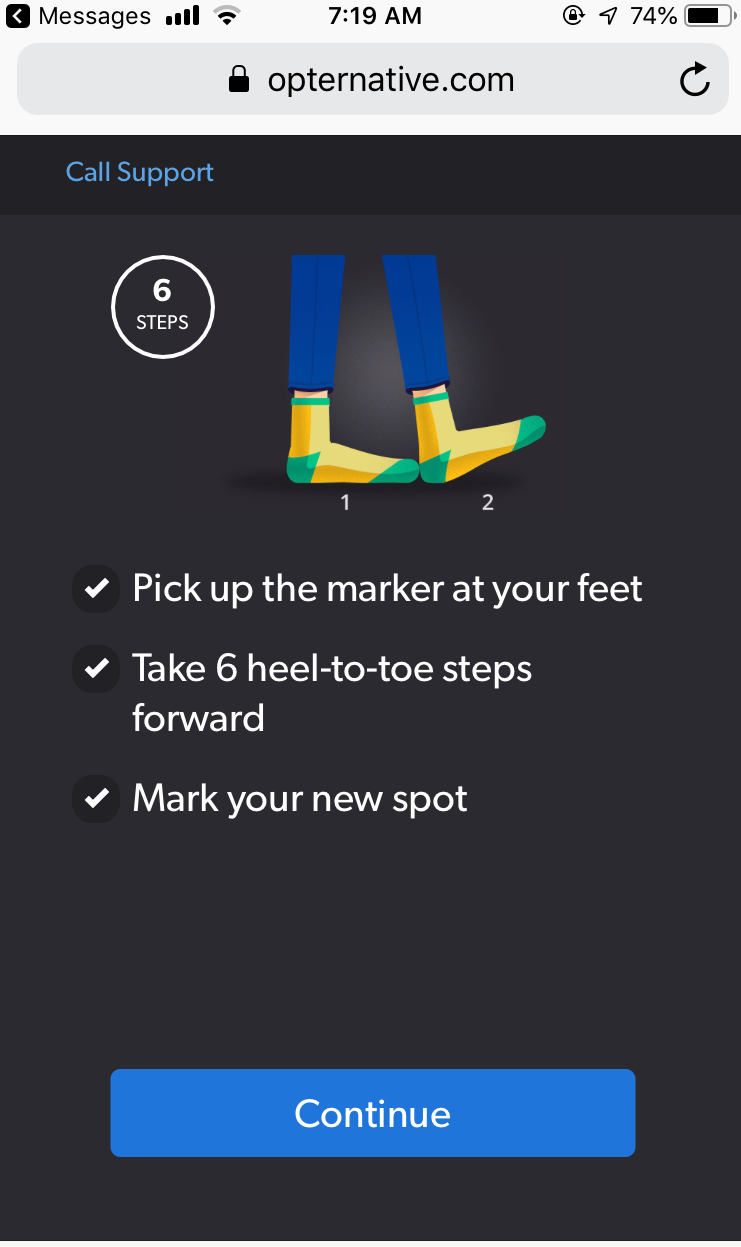 Messages 7:19 AM 74%
opternative.com
Call Support
6
STEPS
1 2
Pick up the marker at your feet
Take 6 heel-to-toe steps
forward
Mark your new spot
Continue